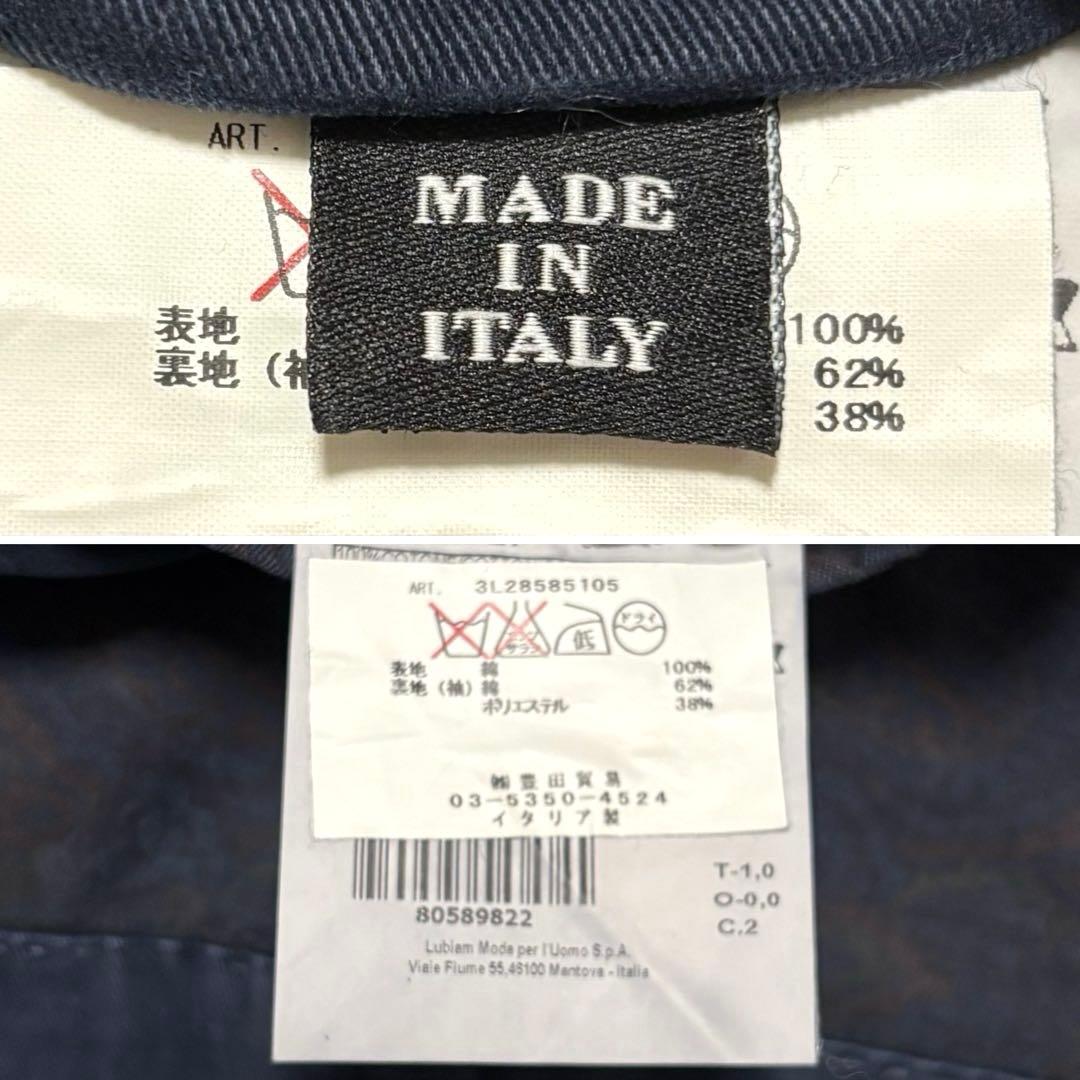 ART.
MADE
IN
ITALY
表地 100%
裏地 (袖 62%
38%
ART. 3L28585105
サラシ
低
ドライ
表地 綿 100%
裏地 (袖) 綿 62%
ポリエステル 38%
㈱豊田貿易
03-5350-4524
イタリア製
80589822
T-1,0
O-0,0
C.2
Lubiam Moda per l'Uomo S.p.A.
Viale Fiume 55,46100 Mantova - Italia